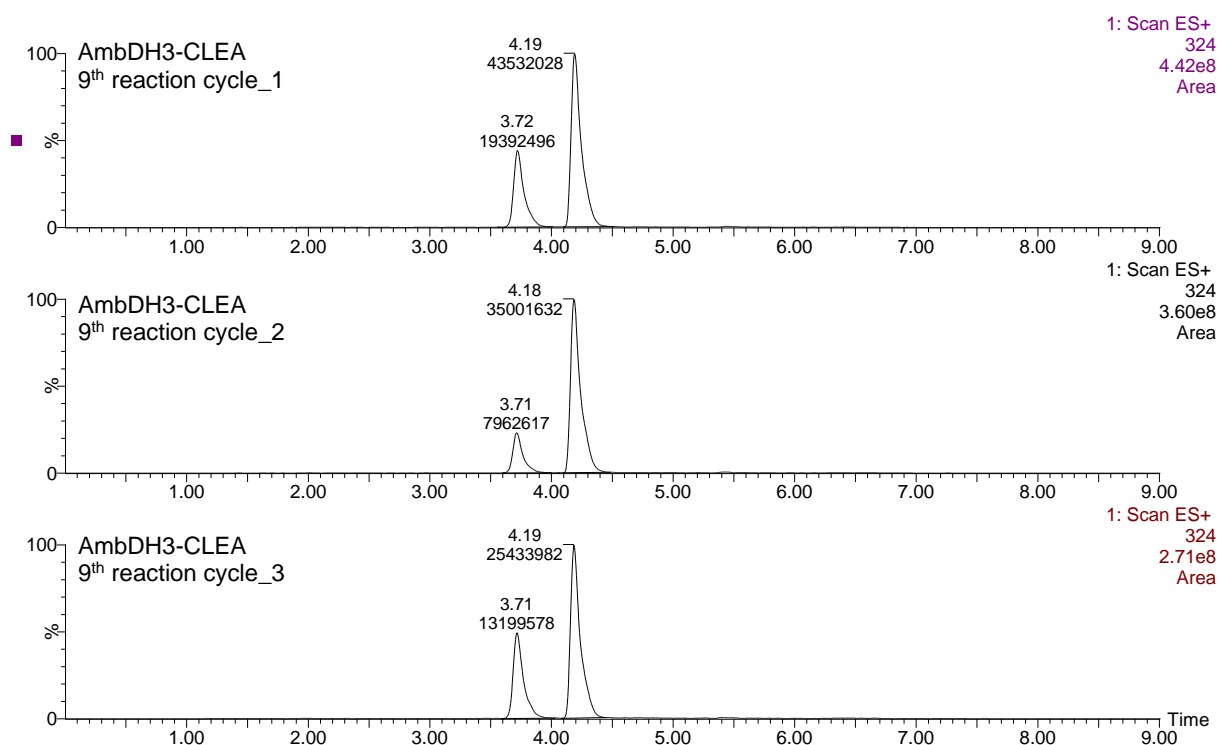 AmbDH3-CLEA
9th reaction cycle_1
1: Scan ES+
324
4.42e8
Area
4.19
43532028
3.72
19392496
100
%
0
1.00 2.00 3.00 4.00 5.00 6.00 7.00 8.00 9.00
AmbDH3-CLEA
9th reaction cycle_2
1: Scan ES+
324
3.60e8
Area
4.18
35001632
3.71
7962617
100
%
0
1.00 2.00 3.00 4.00 5.00 6.00 7.00 8.00 9.00
AmbDH3-CLEA
9th reaction cycle_3
1: Scan ES+
324
2.71e8
Area
4.19
25433982
3.71
13199578
100
%
0
Time
1.00 2.00 3.00 4.00 5.00 6.00 7.00 8.00 9.00